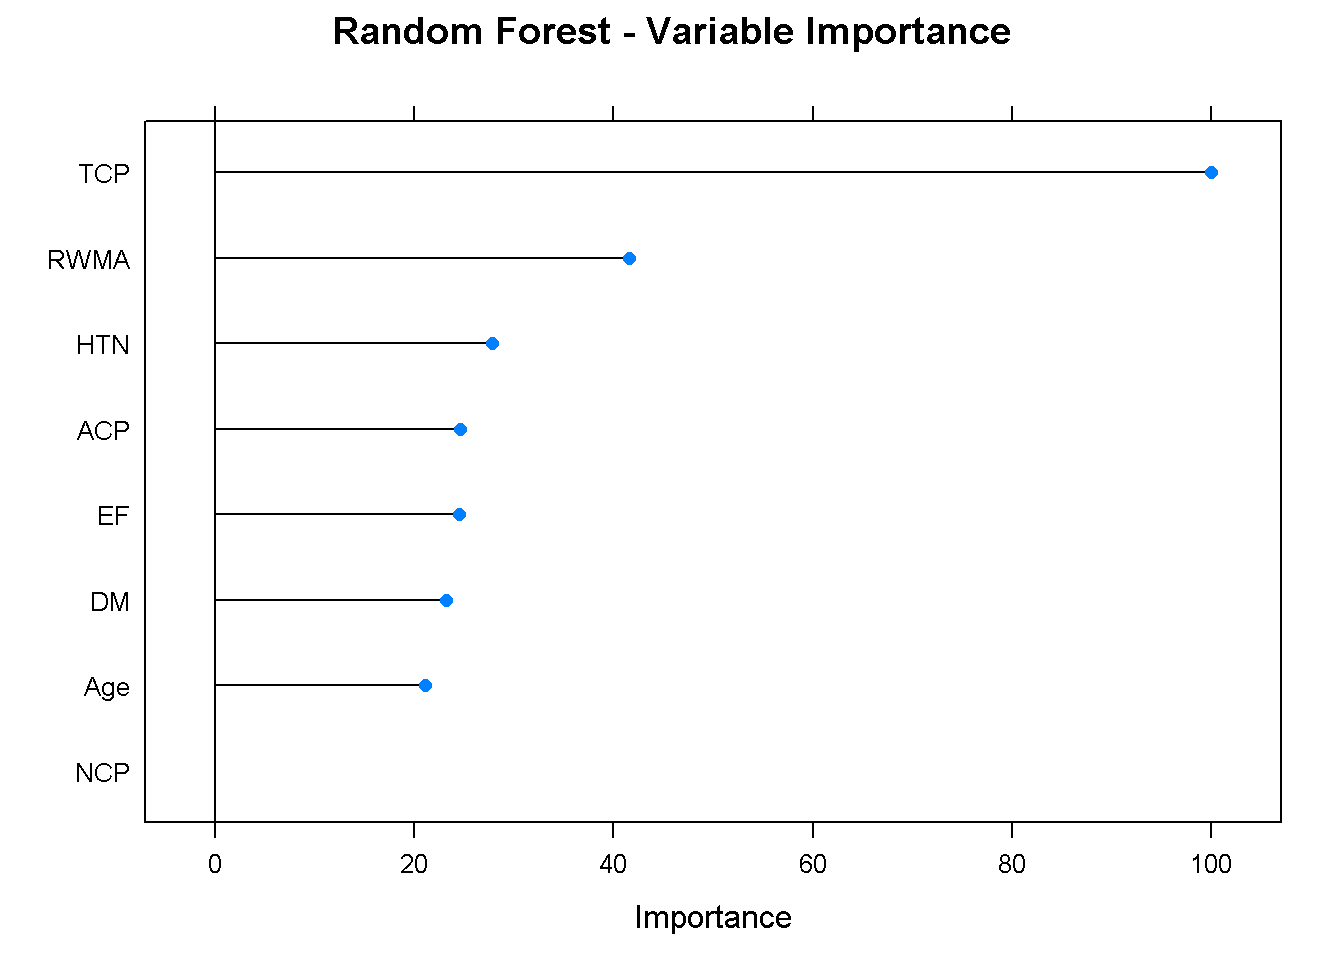 Random Forest - Variable Importance
TCP
RWMA
HTN
ACP
EF
DM
Age
NCP
0 20 40 60 80 100
Importance